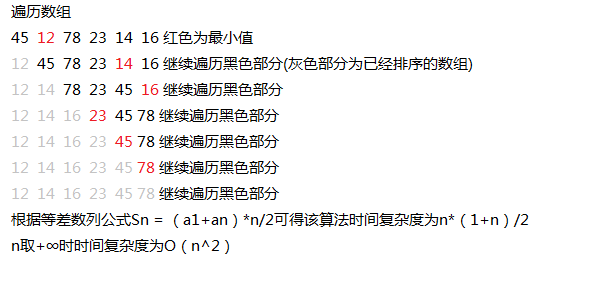 遍历数组
45 12 78 23 14 16 红色为最小值
12 45 78 23 14 16 继续遍历黑色部分(灰色部分为已经排序的数组)
12 14 78 23 45 16 继续遍历黑色部分
12 14 16 23 45 78 继续遍历黑色部分
12 14 16 23 45 78 继续遍历黑色部分
12 14 16 23 45 78 继续遍历黑色部分
12 14 16 23 45 78 继续遍历黑色部分
根据等差数列公式Sn = （a1+an）*n/2可得该算法时间复杂度为n*（1+n）/2
n取+∞时时间复杂度为O（n^2）